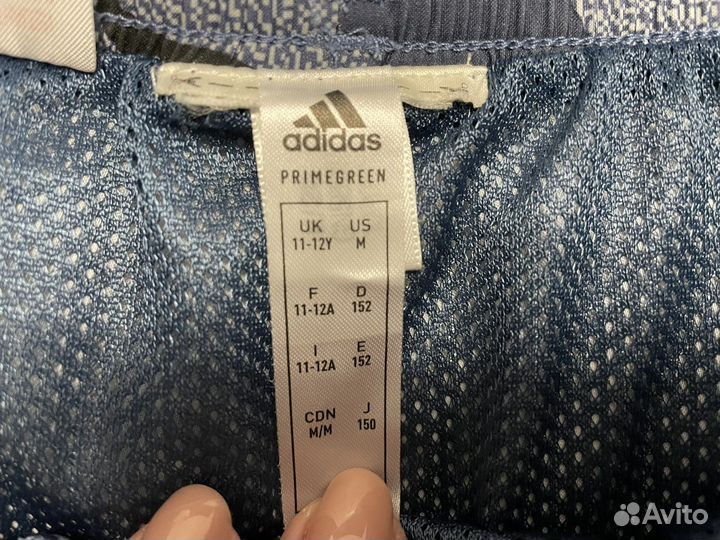 adidas
PRIMEGREEN
UK US
11-12Y M
F D
11-12A 152
I E
11-12A 152
CDN J
M/M 150
Avito